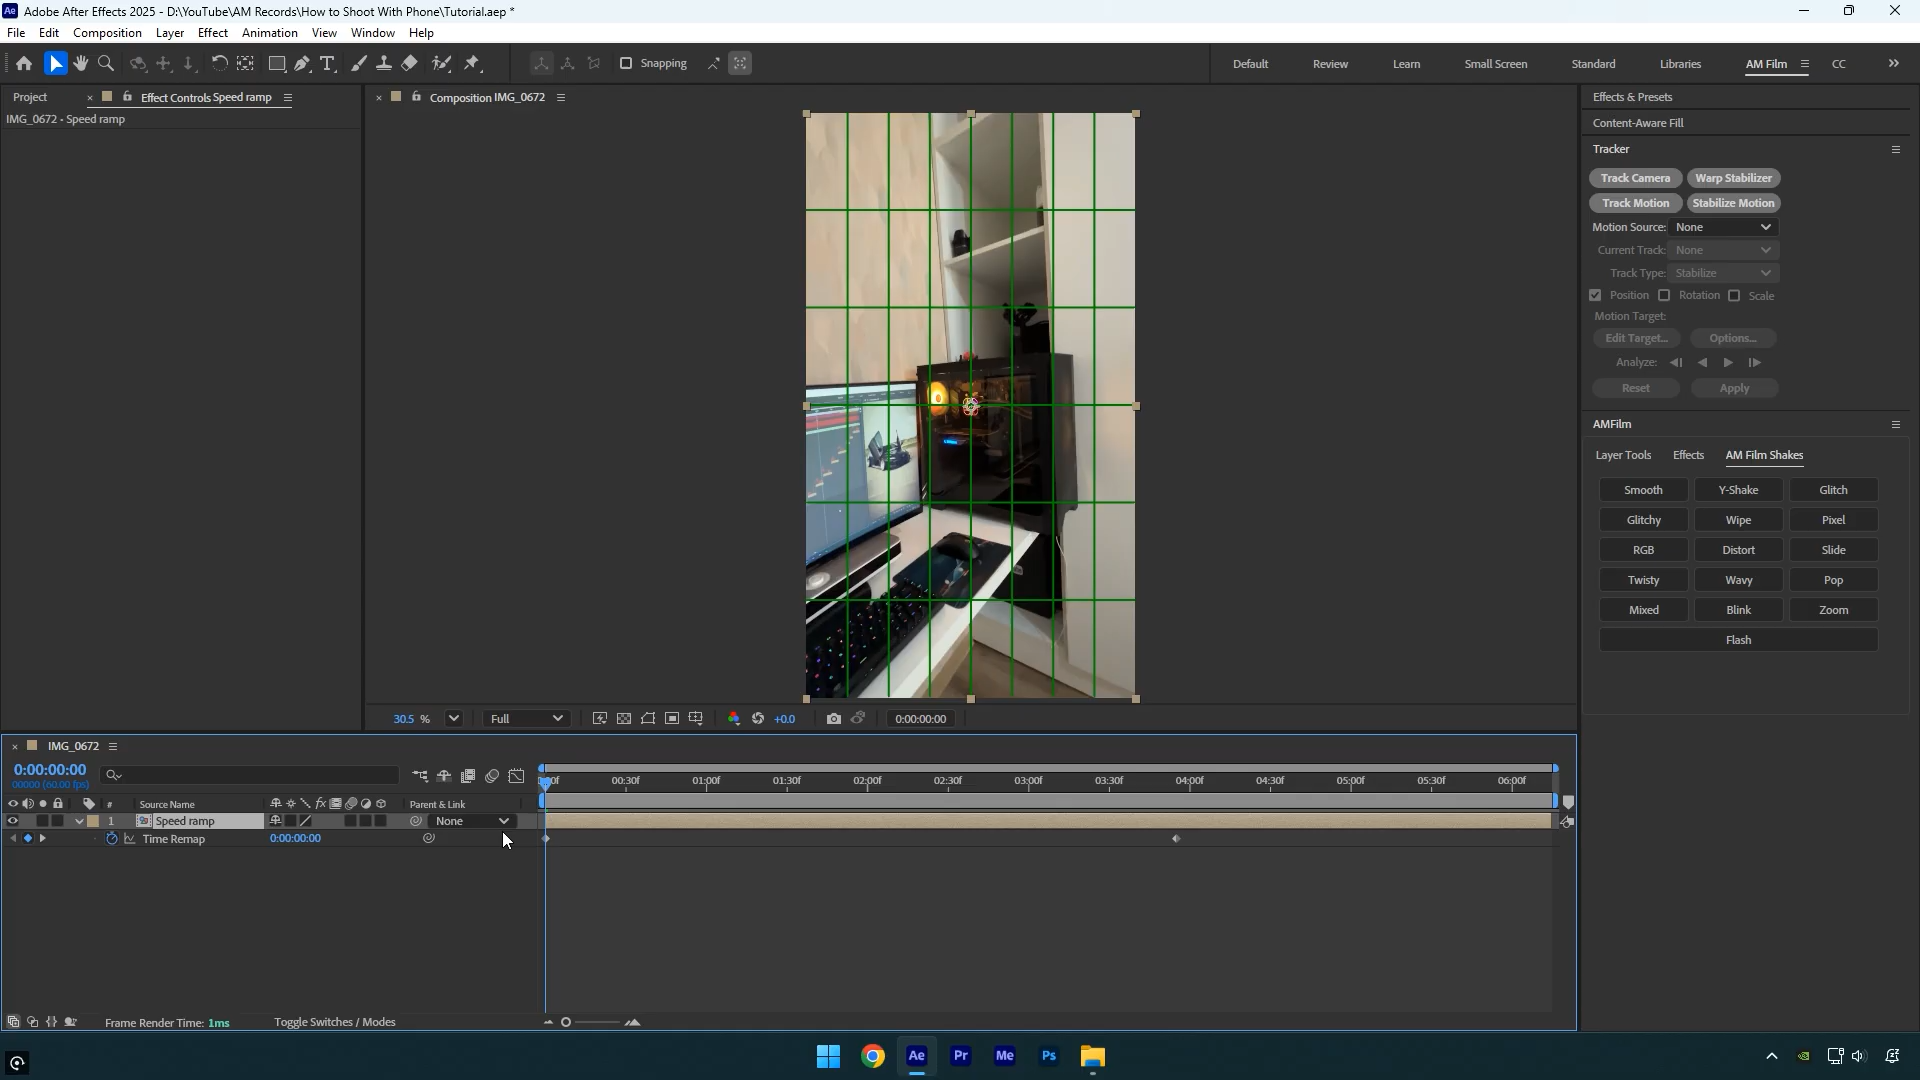 Adobe After Effects 2025 - D:\YouTube\AM Records\How to Shoot With Phone\Tutorial.aep *
File Edit Composition Layer Effect Animation View Window Help
Snapping
Default Review Learn Small Screen Standard Libraries AM Film CC
Project Effect Controls Speed ramp
IMG_0672 - Speed ramp
Composition IMG_0672
Effects & Presets
Content-Aware Fill
Tracker
Track Camera Warp Stabilizer
Track Motion Stabilize Motion
Motion Source: None
Current Track: None
Track Type: Stabilize
Position Rotation Scale
Motion Target:
Edit Target... Options...
Analyze:
Reset Apply
AMFilm
Layer Tools Effects AM Film Shakes
Smooth Y-Shake Glitch
Glitchy Wipe Pixel
RGB Distort Slide
Twisty Wavy Pop
Mixed Blink Zoom
Flash
30.5 % Full +0.0 0:00:00:00
IMG_0672
0:00:00:00
00000 (60.00 fps)
00:30f 01:00f 01:30f 02:00f 02:30f 03:00f 03:30f 04:00f 04:30f 05:00f 05:30f 06:00f
# Source Name Parent & Link
1 Speed ramp None
Time Remap 0:00:00:00
Frame Render Time: 1ms Toggle Switches / Modes
Ae Pr Me Ps